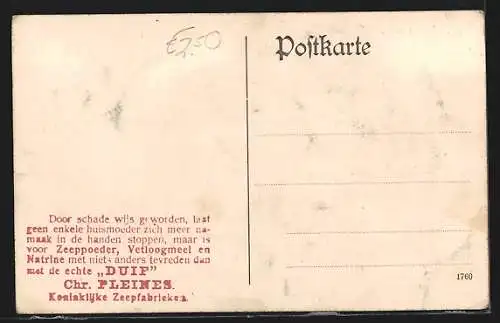 €2.50
Postkarte
Door schade wijs geworden, laat
geen enkele huismoeder zich meer na-
maak in de handen stoppen, maar is
voor Zeeppoeder, Vetloogmeel en
Natrine met niets anders tevreden dan
met de echte „DUIF”
Chr. PLEINES.
Koninklijke Zeepfabrieken.
1760